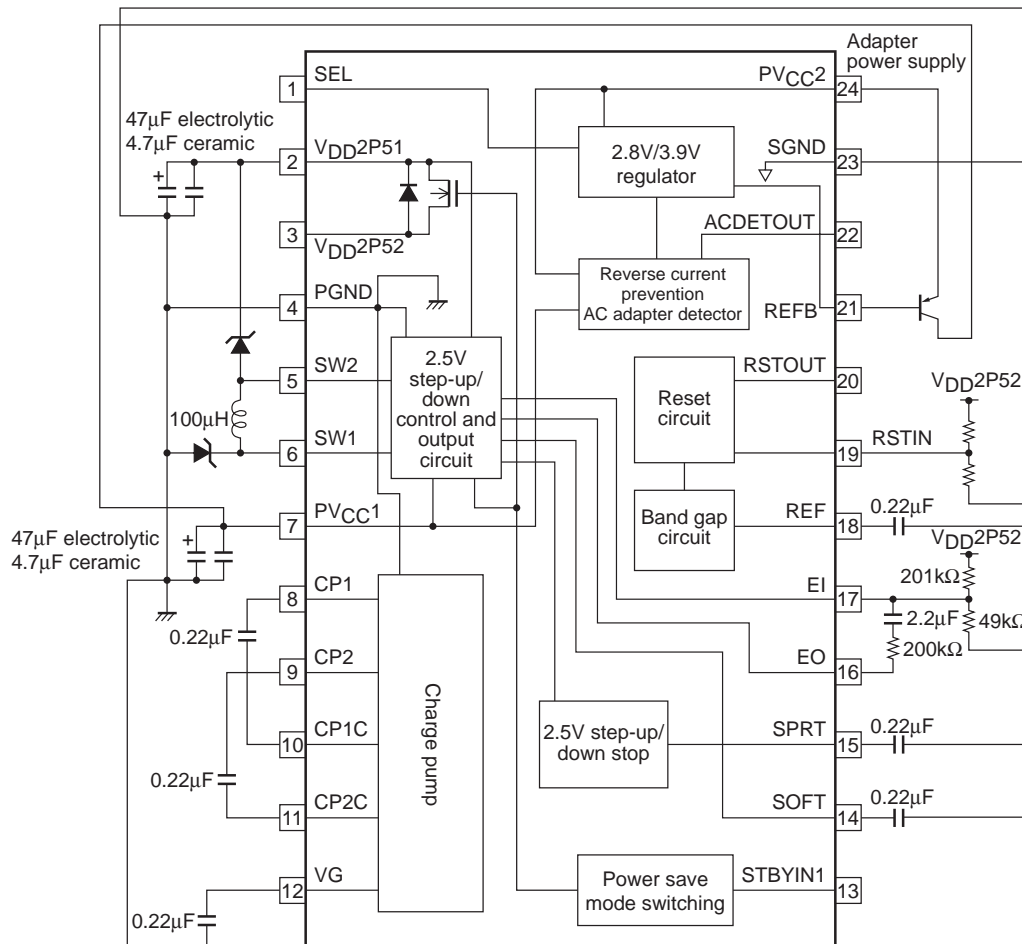 47μF electrolytic
4.7μF ceramic
+
1
SEL
2
VDD2P51
3
VDD2P52
4
PGND
5
SW2
100μH
6
SW1
7
PVCC1
47μF electrolytic
4.7μF ceramic
+
8
CP1
0.22μF
9
CP2
10
CP1C
0.22μF
11
CP2C
12
VG
0.22μF
2.8V/3.9V
regulator
Reverse current
prevention
AC adapter detector
2.5V
step-up/
down
control and
output
circuit
Reset
circuit
Band gap
circuit
Charge pump
2.5V step-up/
down stop
Power save
mode switching
Adapter
power supply
PVCC2
24
SGND
23
ACDETOUT
22
REFB
21
RSTOUT
20
VDD2P52
RSTIN
19
REF
18
0.22μF
VDD2P52
201kΩ
EI
17
2.2μF
49kΩ
200kΩ
EO
16
SPRT
15
0.22μF
SOFT
14
0.22μF
STBYIN1
13